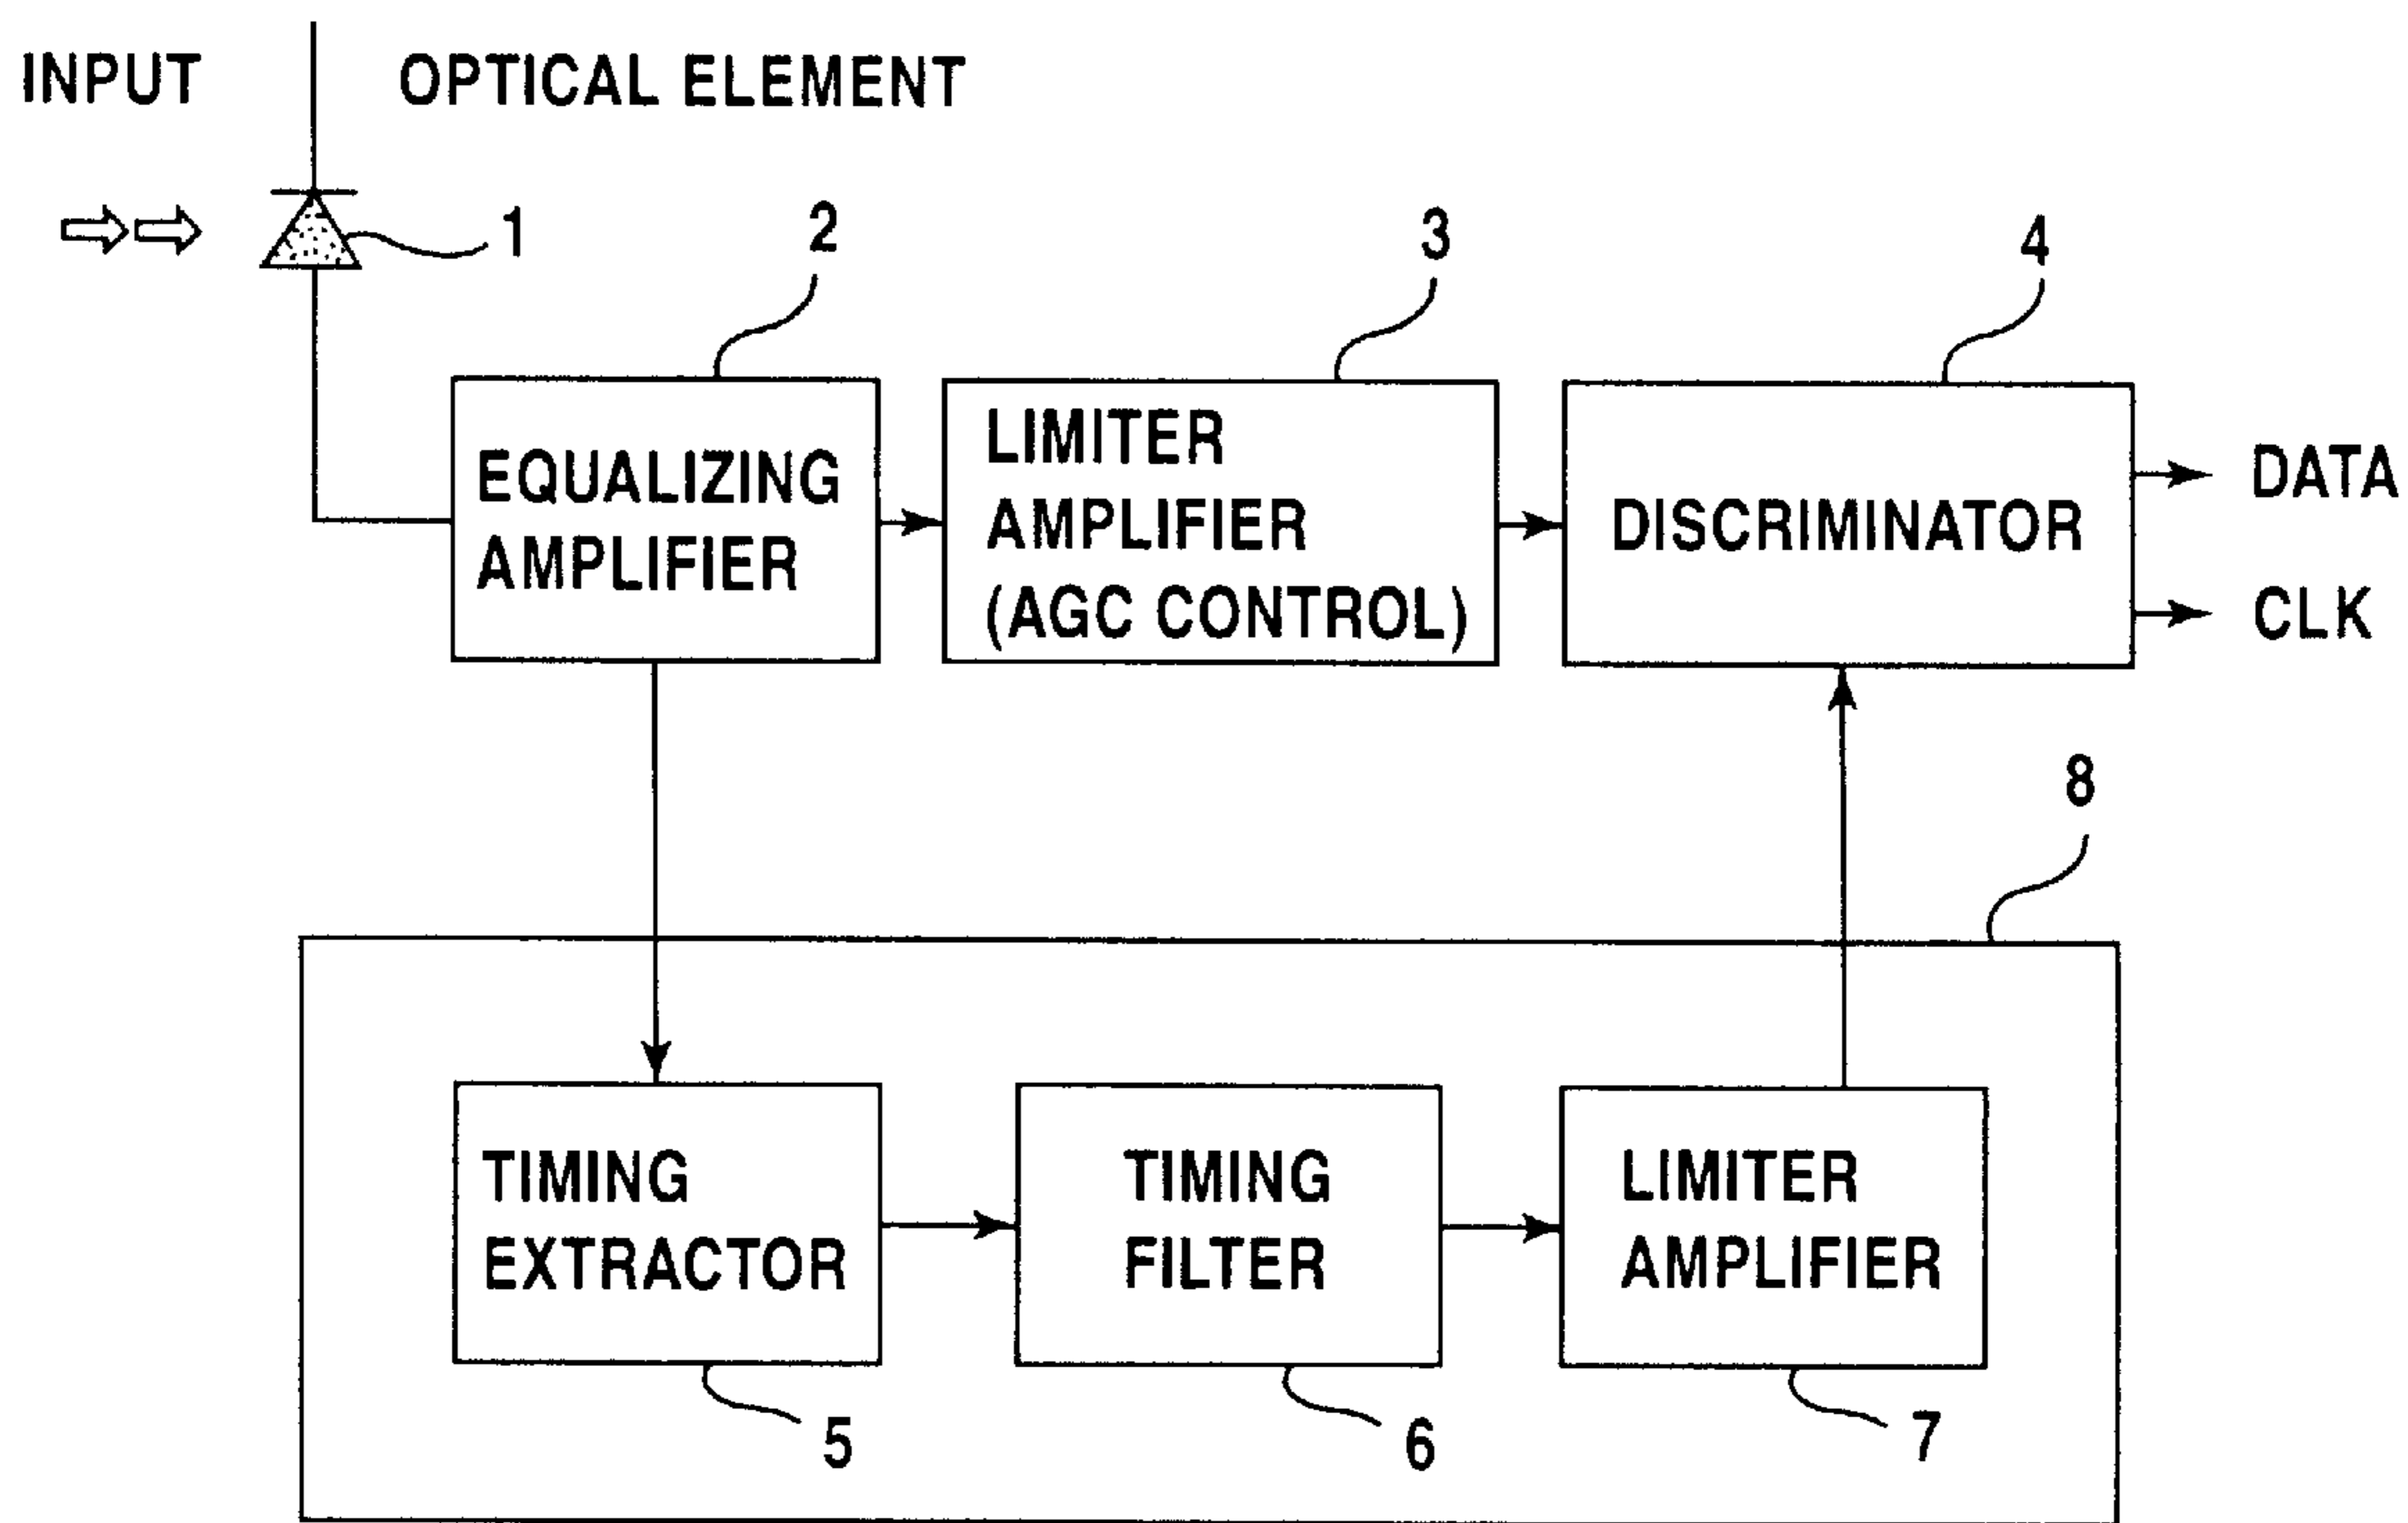 INPUT
OPTICAL ELEMENT
1
2
3
4
EQUALIZING
AMPLIFIER
LIMITER
AMPLIFIER
(AGC CONTROL)
DISCRIMINATOR
DATA
CLK
8
TIMING
EXTRACTOR
TIMING
FILTER
LIMITER
AMPLIFIER
5
6
7